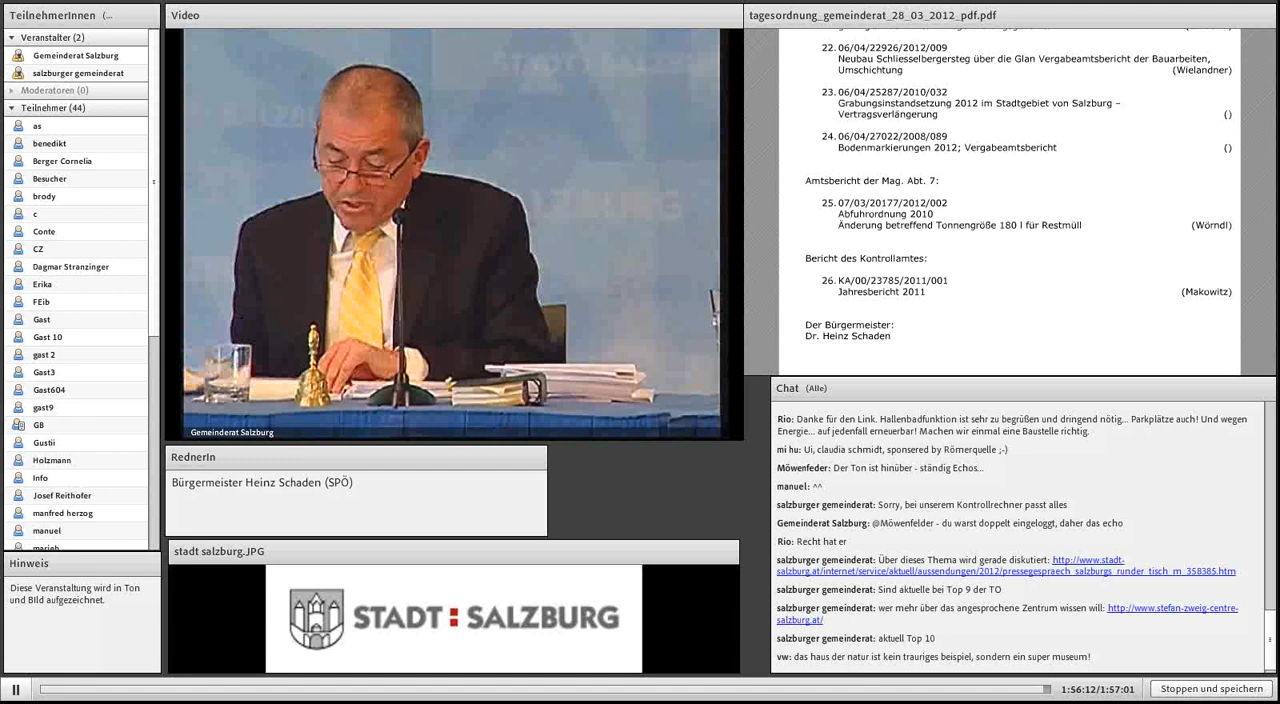 TeilnehmerInnen (...
Veranstalter (2)
Gemeinderat Salzburg
salzburger gemeinderat
Moderatoren (0)
Teilnehmer (44)
as
benedikt
Berger Cornelia
Besucher
brody
c
Conte
CZ
Dagmar Stranzinger
Erika
FEib
Gast
Gast 10
gast 2
Gast3
Gast604
gast9
GB
Gustii
Holzmann
Info
Josef Reithofer
manfred herzog
manuel
Hinweis
Diese Veranstaltung wird in Ton
und BIld aufgezeichnet.
Video
STADT SALZBURG
Gemeinderat Salzburg
RednerIn
Bürgermeister Heinz Schaden (SPÖ)
stadt salzburg.JPG
STADT : SALZBURG
tagesordnung_gemeinderat_28_03_2012_pdf.pdf
22. 06/04/22926/2012/009
Neubau Schliesselbergersteg über die Glan Vergabeamtsbericht der Bauarbeiten,
Umschichtung (Wielandner)
23. 06/04/25287/2010/032
Grabungsinstandsetzung 2012 im Stadtgebiet von Salzburg –
Vertragsverlängerung ()
24. 06/04/27022/2008/089
Bodenmarkierungen 2012; Vergabeamtsbericht ()
Amtsbericht der Mag. Abt. 7:
25. 07/03/20177/2012/002
Abfuhrordnung 2010
Änderung betreffend Tonnengröße 180 l für Restmüll (Wörndl)
Bericht des Kontrollamtes:
26. KA/00/23785/2011/001
Jahresbericht 2011 (Makowitz)
Der Bürgermeister:
Dr. Heinz Schaden
Chat (Alle)
Rio: Danke für den Link. Hallenbadfunktion ist sehr zu begrüßen und dringend nötig... Parkplätze auch! Und wegen
Energie... auf jedenfall erneuerbar! Machen wir einmal eine Baustelle richtig.
mi hu: Ui, claudia schmidt, sponsered by Römerquelle ;-)
Möwenfeder: Der Ton ist hinüber - ständig Echos...
manuel: ^^
salzburger gemeinderat: Sorry, bei unserem Kontrollrechner passt alles
Gemeinderat Salzburg: @Möwenfelder - du warst doppelt eingeloggt, daher das echo
Rio: Recht hat er
salzburger gemeinderat: Über dieses Thema wird gerade diskutiert: http://www.stadt-
salzburg.at/internet/service/aktuell/aussendungen/2012/pressegespraech_salzburgs_runder_tisch_m_358385.htm
salzburger gemeinderat: Sind aktuelle bei Top 9 der TO
salzburger gemeinderat: wer mehr über das angesprochene Zentrum wissen will: http://www.stefan-zweig-centre-
salzburg.at/
salzburger gemeinderat: aktuell Top 10
vw: das haus der natur ist kein trauriges beispiel, sondern ein super museum!
1:56:12/1:57:01
Stoppen und speichern